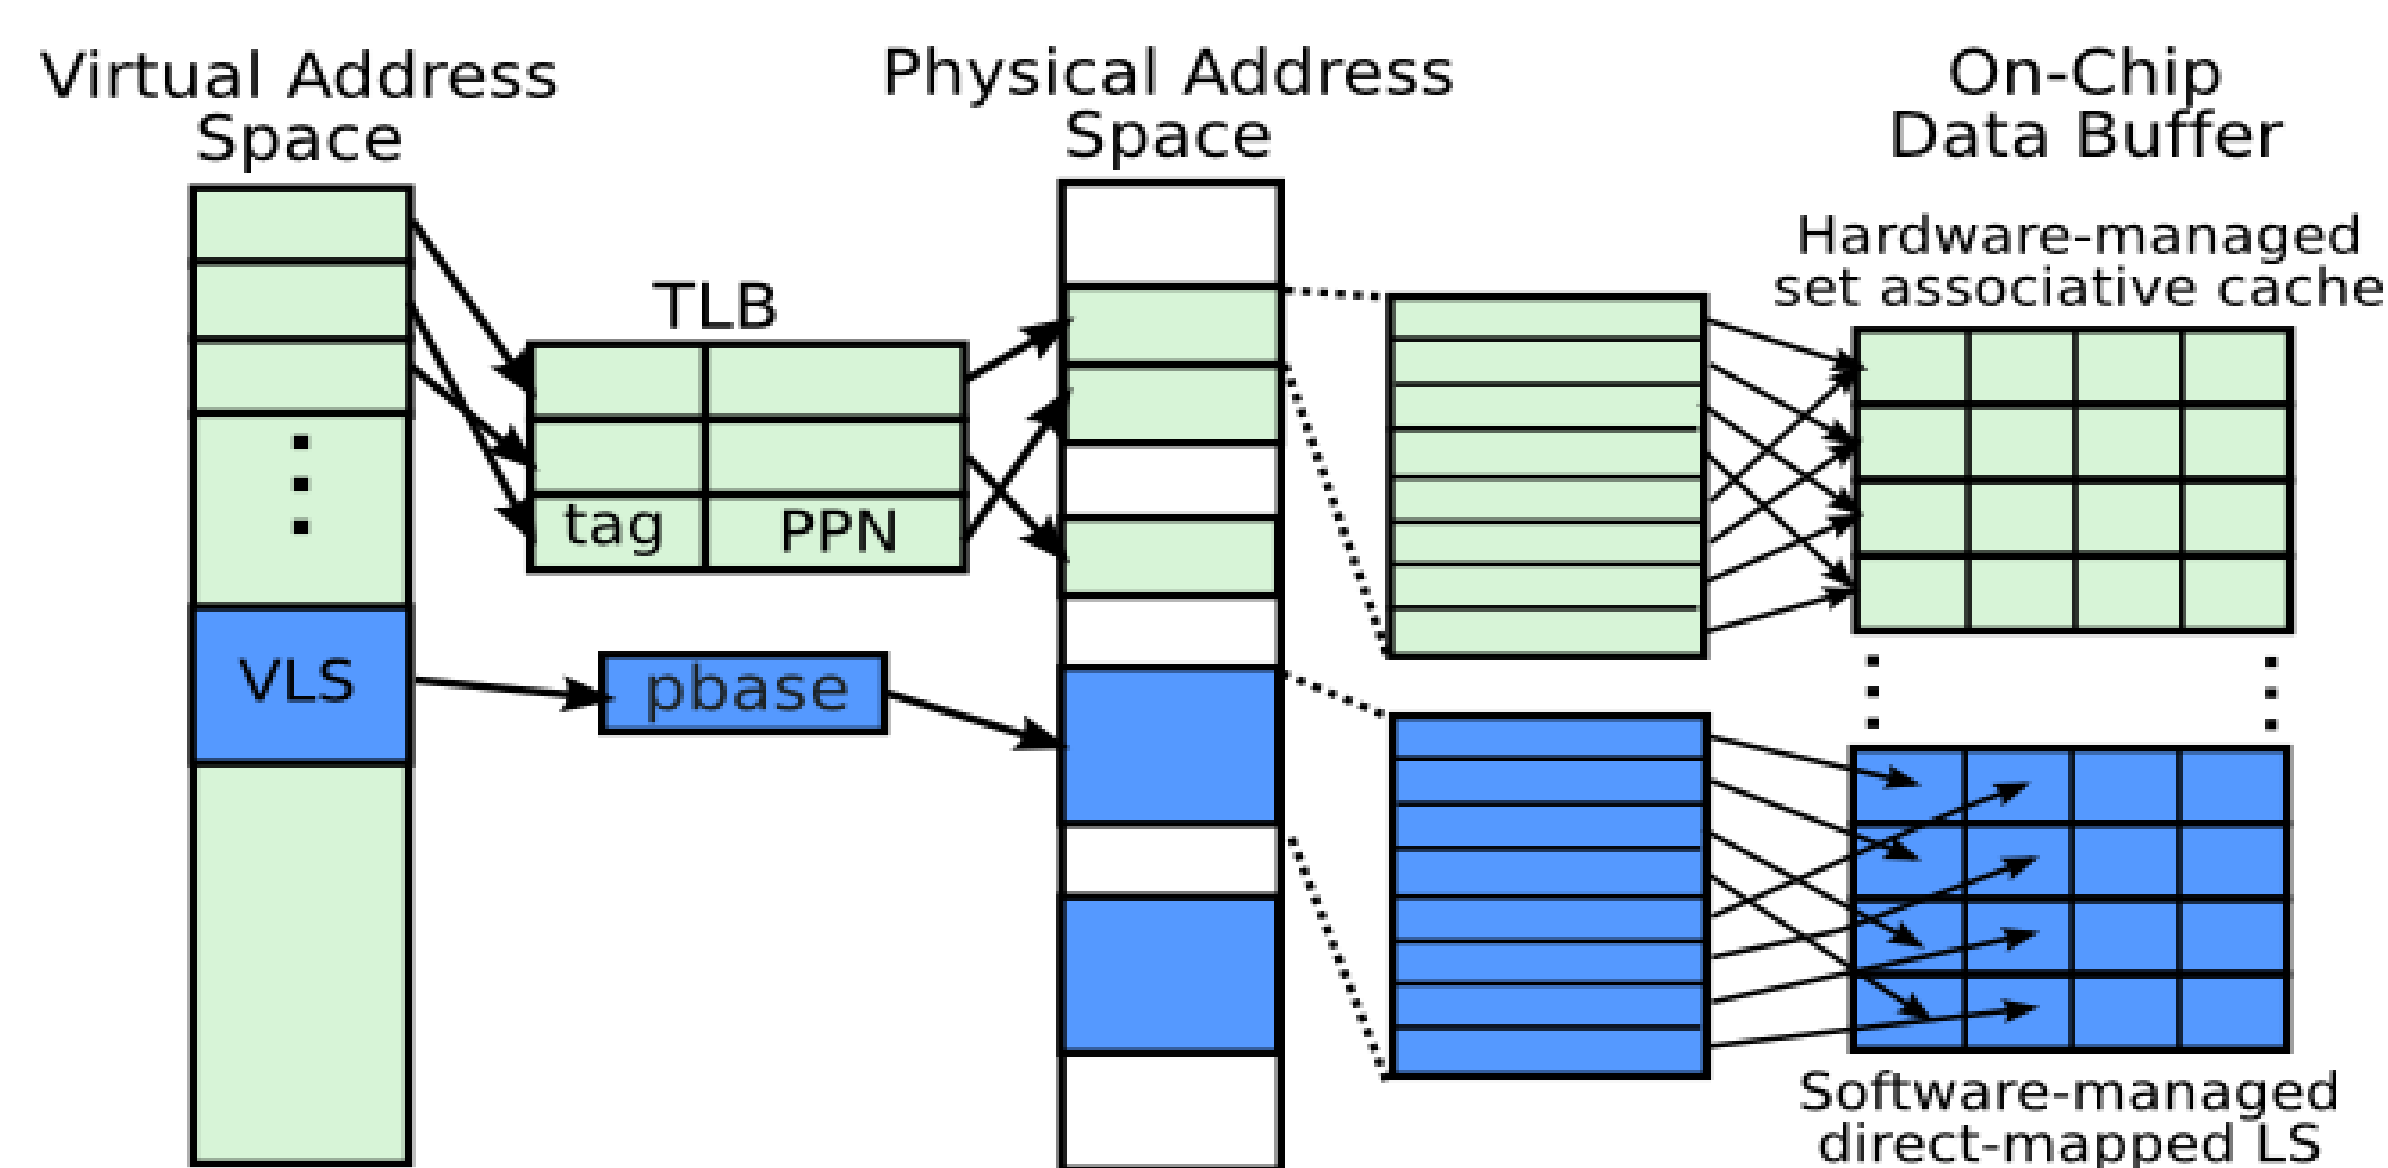 Virtual Address
Space
Physical Address
Space
On-Chip
Data Buffer
Hardware-managed
set associative cache
TLB
tag
PPN
VLS
pbase
Software-managed
direct-mapped LS